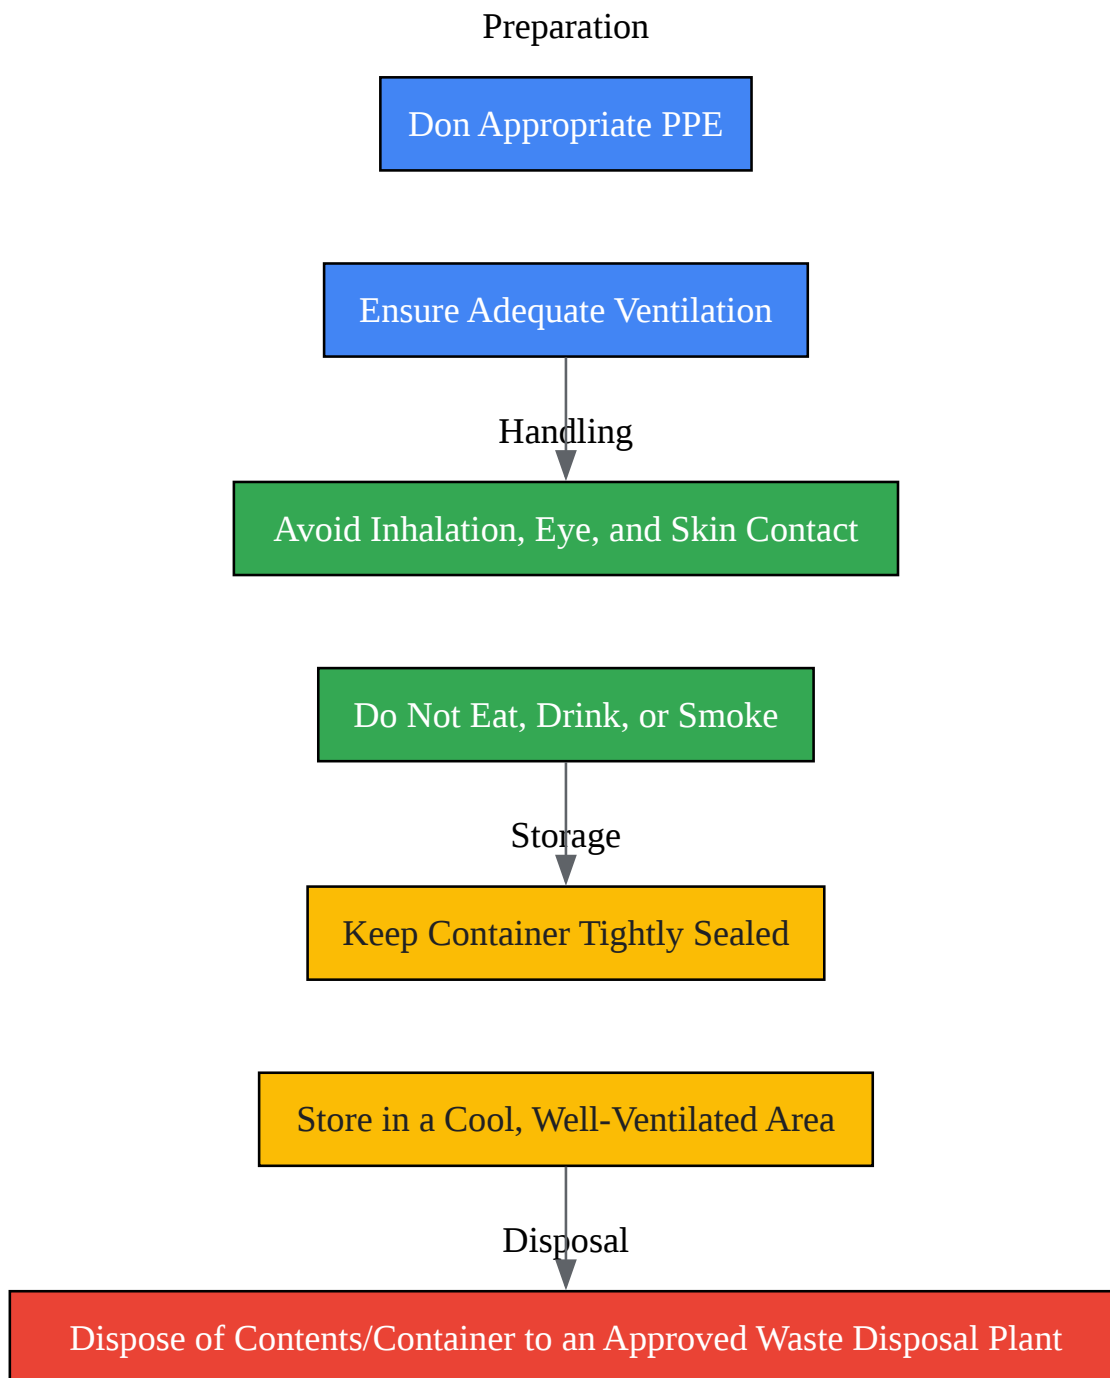 Preparation
Don Appropriate PPE
Ensure Adequate Ventilation
Handling
Avoid Inhalation, Eye, and Skin Contact
Do Not Eat, Drink, or Smoke
Storage
Keep Container Tightly Sealed
Store in a Cool, Well-Ventilated Area
Disposal
Dispose of Contents/Container to an Approved Waste Disposal Plant